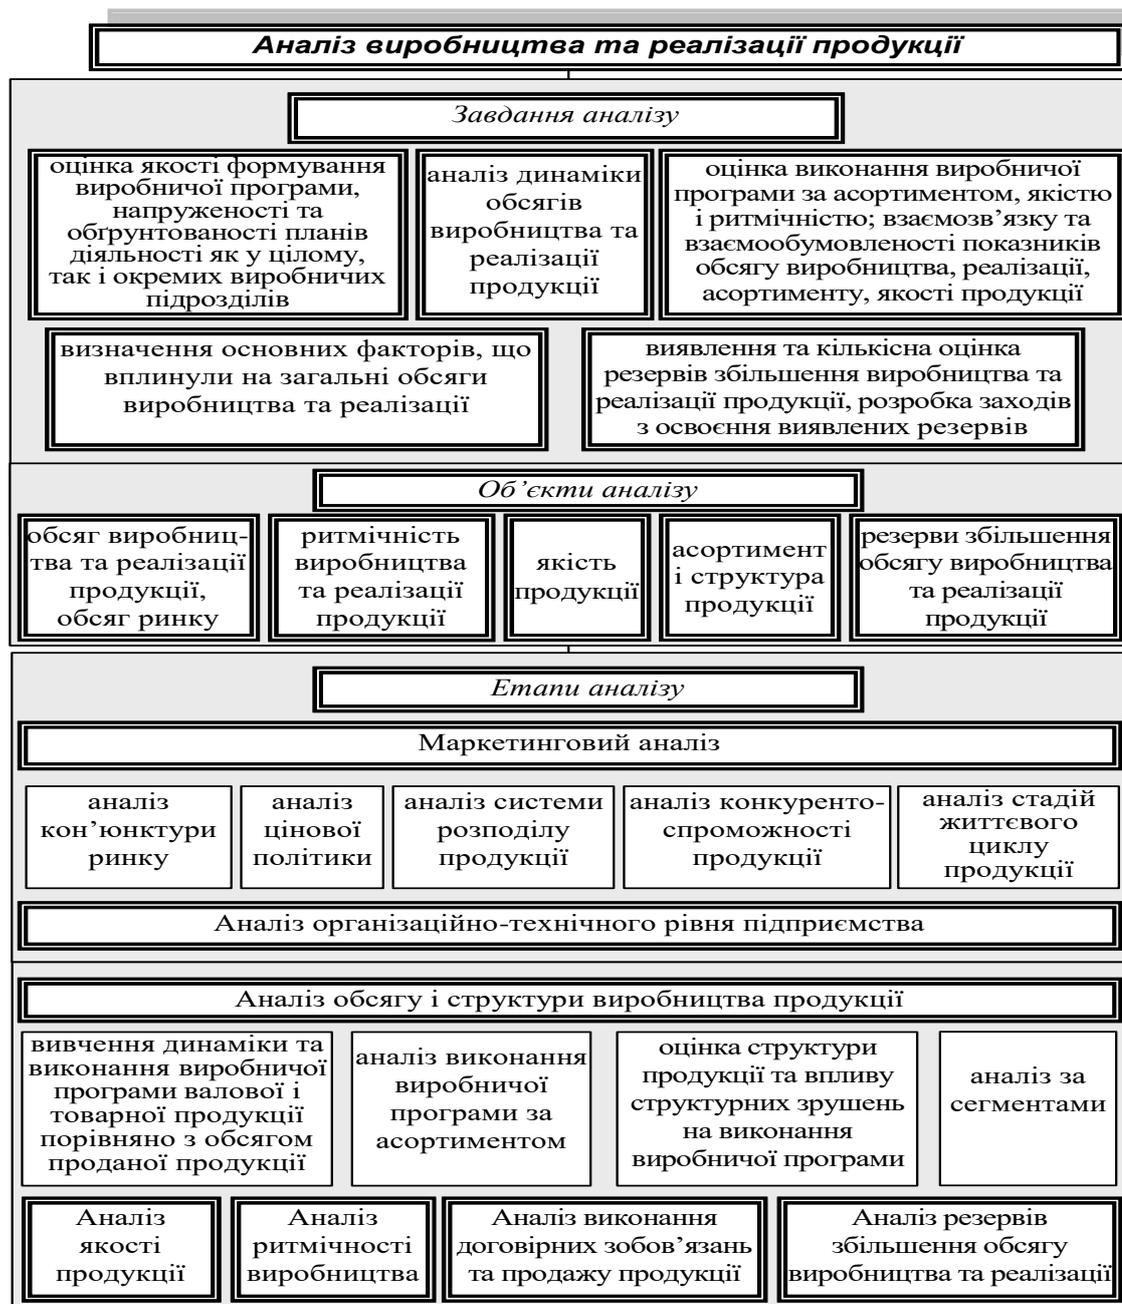 Аналіз виробництва та реалізації продукції
Завдання аналізу
оцінка якості формування
виробничої програми,
напруженості та
обґрунтованості планів
діяльності як у цілому,
так і окремих виробничих
підрозділів
аналіз динаміки
обсягів
виробництва та
реалізації
продукції
оцінка виконання виробничої
програми за асортиментом, якістю
і ритмічністю; взаємозв’язку та
взаємообумовленості показників
обсягу виробництва, реалізації,
асортименту, якості продукції
визначення основних факторів, що
вплинули на загальні обсяги
виробництва та реалізації
виявлення та кількісна оцінка
резервів збільшення виробництва та
реалізації продукції, розробка заходів
з освоєння виявлених резервів
Об’єкти аналізу
обсяг виробниц-
тва та реалізації
продукції,
обсяг ринку
ритмічність
виробництва
та реалізації
продукції
якість
продукції
асортимент
і структура
продукції
резерви збільшення
обсягу виробництва
та реалізації
продукції
Етапи аналізу
Маркетинговий аналіз
аналіз
кон’юнктури
ринку
аналіз
цінової
політики
аналіз системи
розподілу
продукції
аналіз конкуренто-
спроможності
продукції
аналіз стадій
життєвого
циклу
продукції
Аналіз організаційно-технічного рівня підприємства
Аналіз обсягу і структури виробництва продукції
вивчення динаміки та
виконання виробничої
програми валової і
товарної продукції
порівняно з обсягом
проданої продукції
аналіз виконання
виробничої
програми за
асортиментом
оцінка структури
продукції та впливу
структурних зрушень
на виконання
виробничої програми
аналіз за
сегментами
Аналіз
якості
продукції
Аналіз
ритмічності
виробництва
Аналіз виконання
договірних зобов’язань
та продажу продукції
Аналіз резервів
збільшення обсягу
виробництва та реалізації